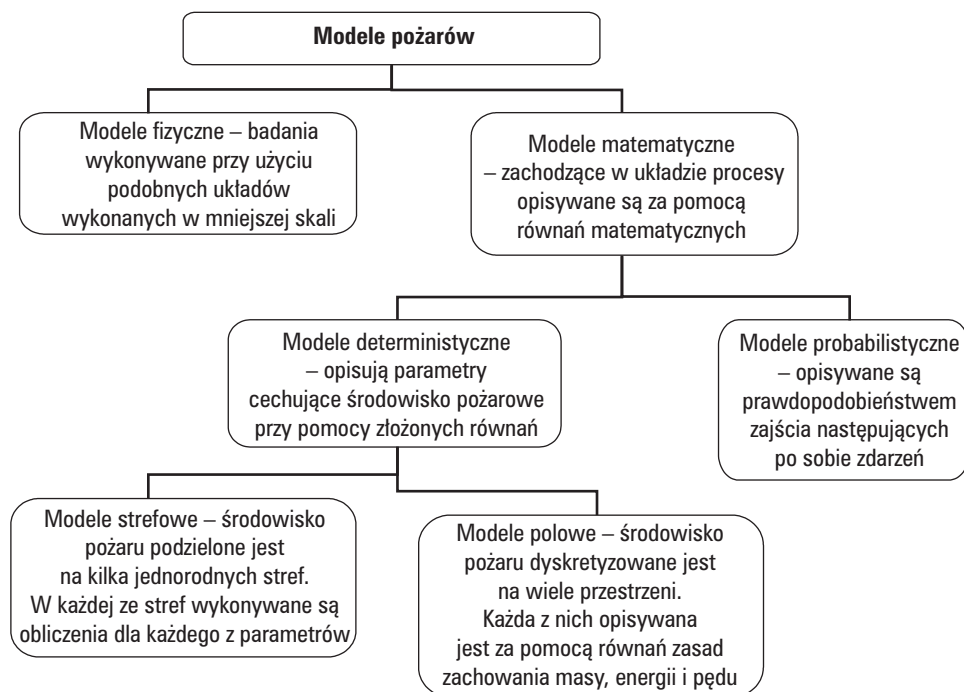 Modele pożarów
Modele fizyczne – badania
wykonywane przy użyciu
podobnych układów
wykonanych w mniejszej skali
Modele matematyczne
– zachodzące w układzie procesy
opisywane są za pomocą
równań matematycznych
Modele deterministyczne
– opisują parametry
cechujące środowisko pożarowe
przy pomocy złożonych równań
Modele probabilistyczne
– opisywane są
prawdopodobieństwem
zajścia następujących
po sobie zdarzeń
Modele strefowe – środowisko
pożaru podzielone jest
na kilka jednorodnych stref.
W każdej ze stref wykonywane są
obliczenia dla każdego z parametrów
Modele polowe – środowisko
pożaru dyskretyzowane jest
na wiele przestrzeni.
Każda z nich opisywana
jest za pomocą równań zasad
zachowania masy, energii i pędu